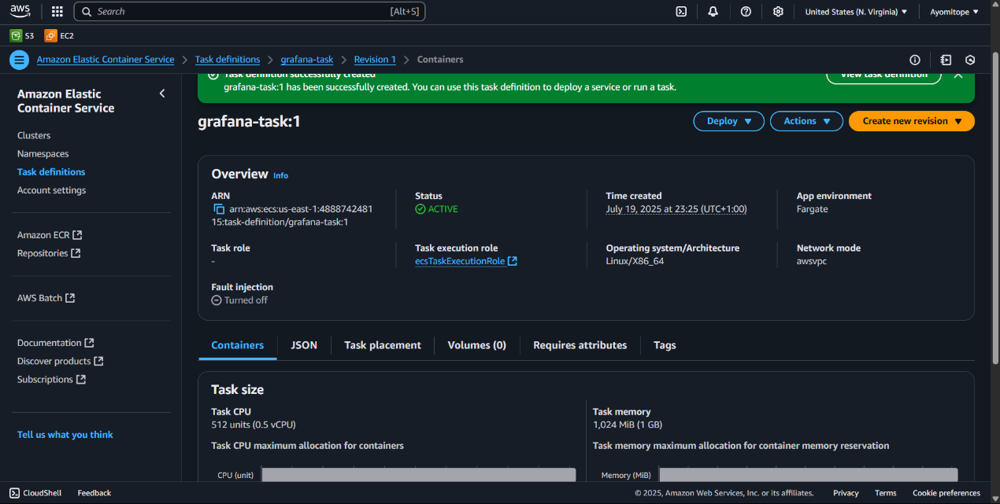 aws
Search [Alt+S]
United States (N. Virginia)
Ayomitope
S3 EC2
Amazon Elastic Container Service > Task definitions > grafana-task > Revision 1 > Containers
Amazon Elastic
Container Service
Clusters
Namespaces
Task definitions
Account settings
Amazon ECR
Repositories
AWS Batch
Documentation
Discover products
Subscriptions
Tell us what you think
Task definition successfully created
grafana-task:1 has been successfully created. You can use this task definition to deploy a service or run a task.
View task definition
grafana-task:1
Deploy
Actions
Create new revision
Overview Info
ARN
arn:aws:ecs:us-east-1:4888742481
15:task-definition/grafana-task:1
Status
ACTIVE
Time created
July 19, 2025 at 23:25 (UTC+1:00)
App environment
Fargate
Task role
-
Task execution role
ecsTaskExecutionRole
Operating system/Architecture
Linux/X86_64
Network mode
awsvpc
Fault injection
Turned off
Containers JSON Task placement Volumes (0) Requires attributes Tags
Task size
Task CPU
512 units (0.5 vCPU)
Task CPU maximum allocation for containers
CPU (unit)
Task memory
1,024 MiB (1 GB)
Task memory maximum allocation for container memory reservation
Memory (MiB)
CloudShell Feedback
© 2025, Amazon Web Services, Inc. or its affiliates. Privacy Terms Cookie preferences